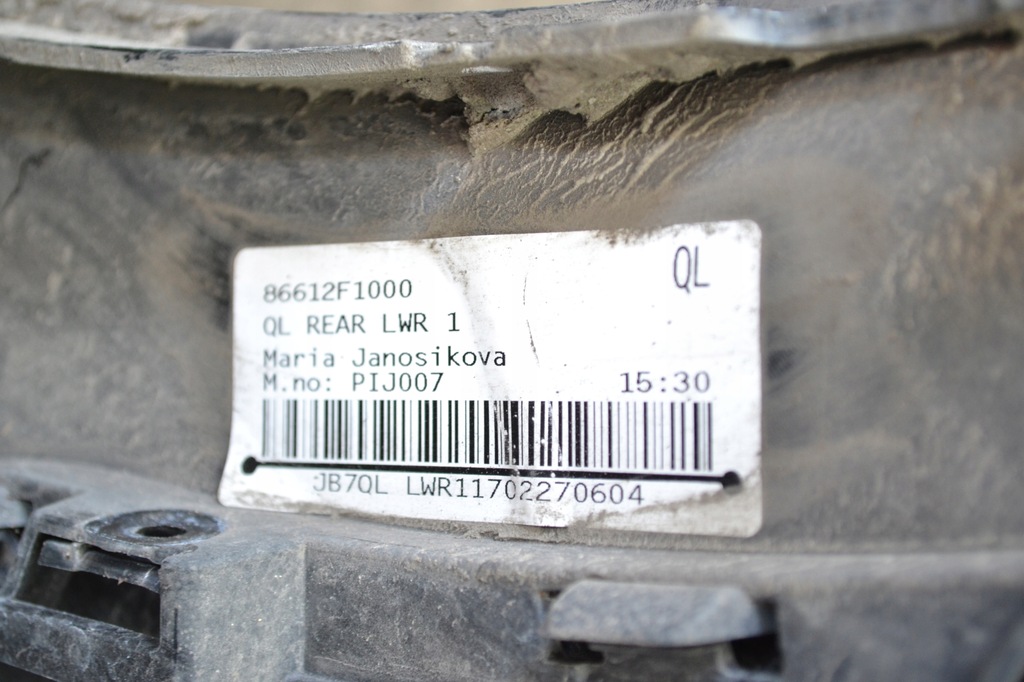 QL
86612F1000
QL REAR LWR 1
Maria Janosikova
M.no: PIJ007 15:30
JB7QL LWR11702270604